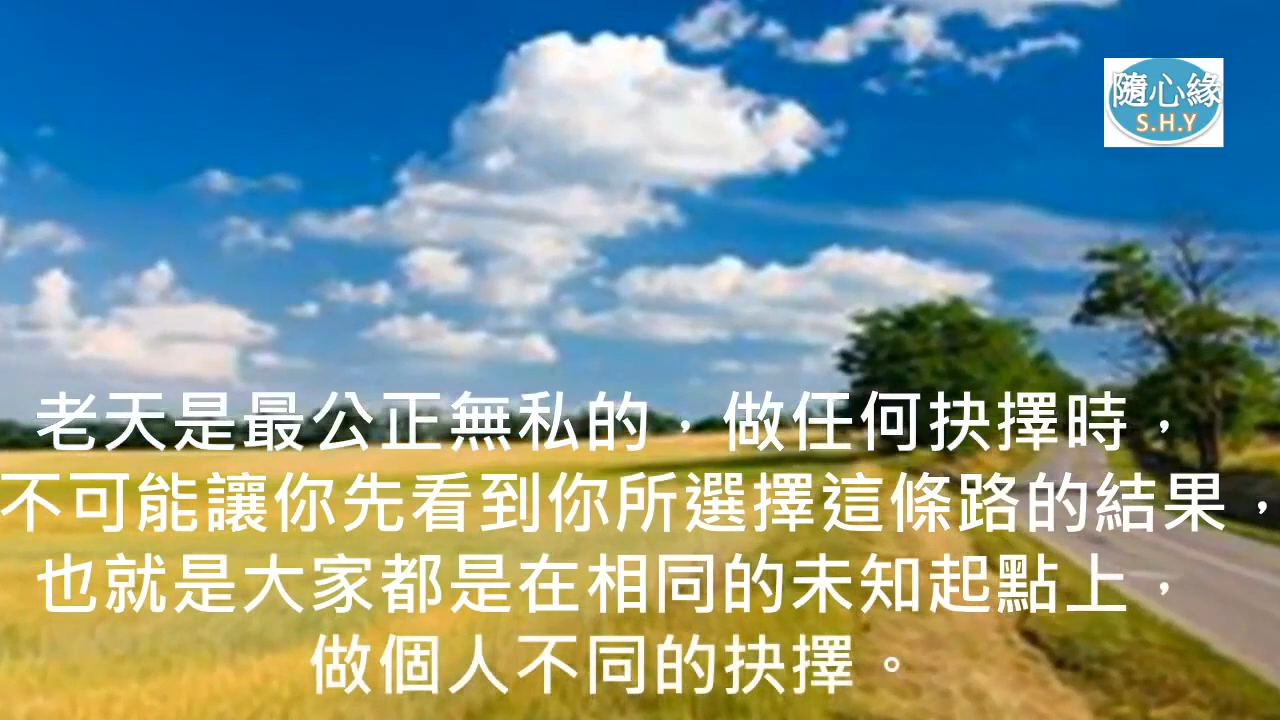 隨心緣
S.H.Y
老天是最公正無私的，做任何抉擇時，
不可能讓你先看到你所選擇這條路的結果，
也就是大家都是在相同的未知起點上，
做個人不同的抉擇。